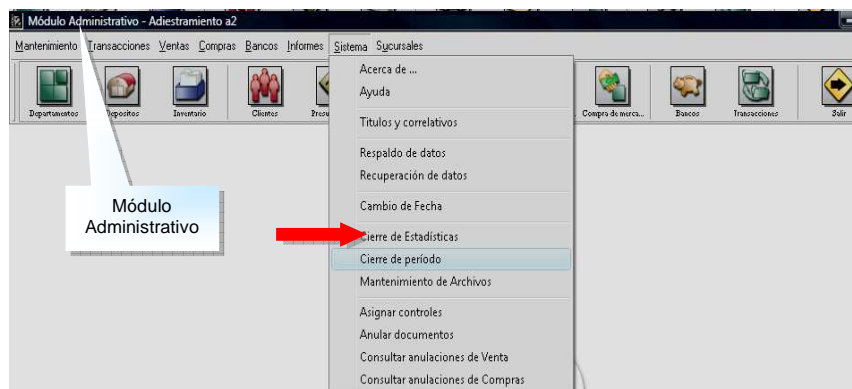 Módulo Administrativo - Adiestramiento a2
Mantenimiento Transacciones Ventas Compras Bancos Informes Sistema Sucursales
Departamentos Depositos Inventario Clientes Compra de merca... Bancos Transacciones Salir
Acerca de ...
Ayuda
Titulos y correlativos
Respaldo de datos
Recuperación de datos
Cambio de Fecha
Cierre de Estadísticas
Cierre de período
Mantenimiento de Archivos
Asignar controles
Anular documentos
Consultar anulaciones de Venta
Consultar anulaciones de Compras
Módulo
Administrativo